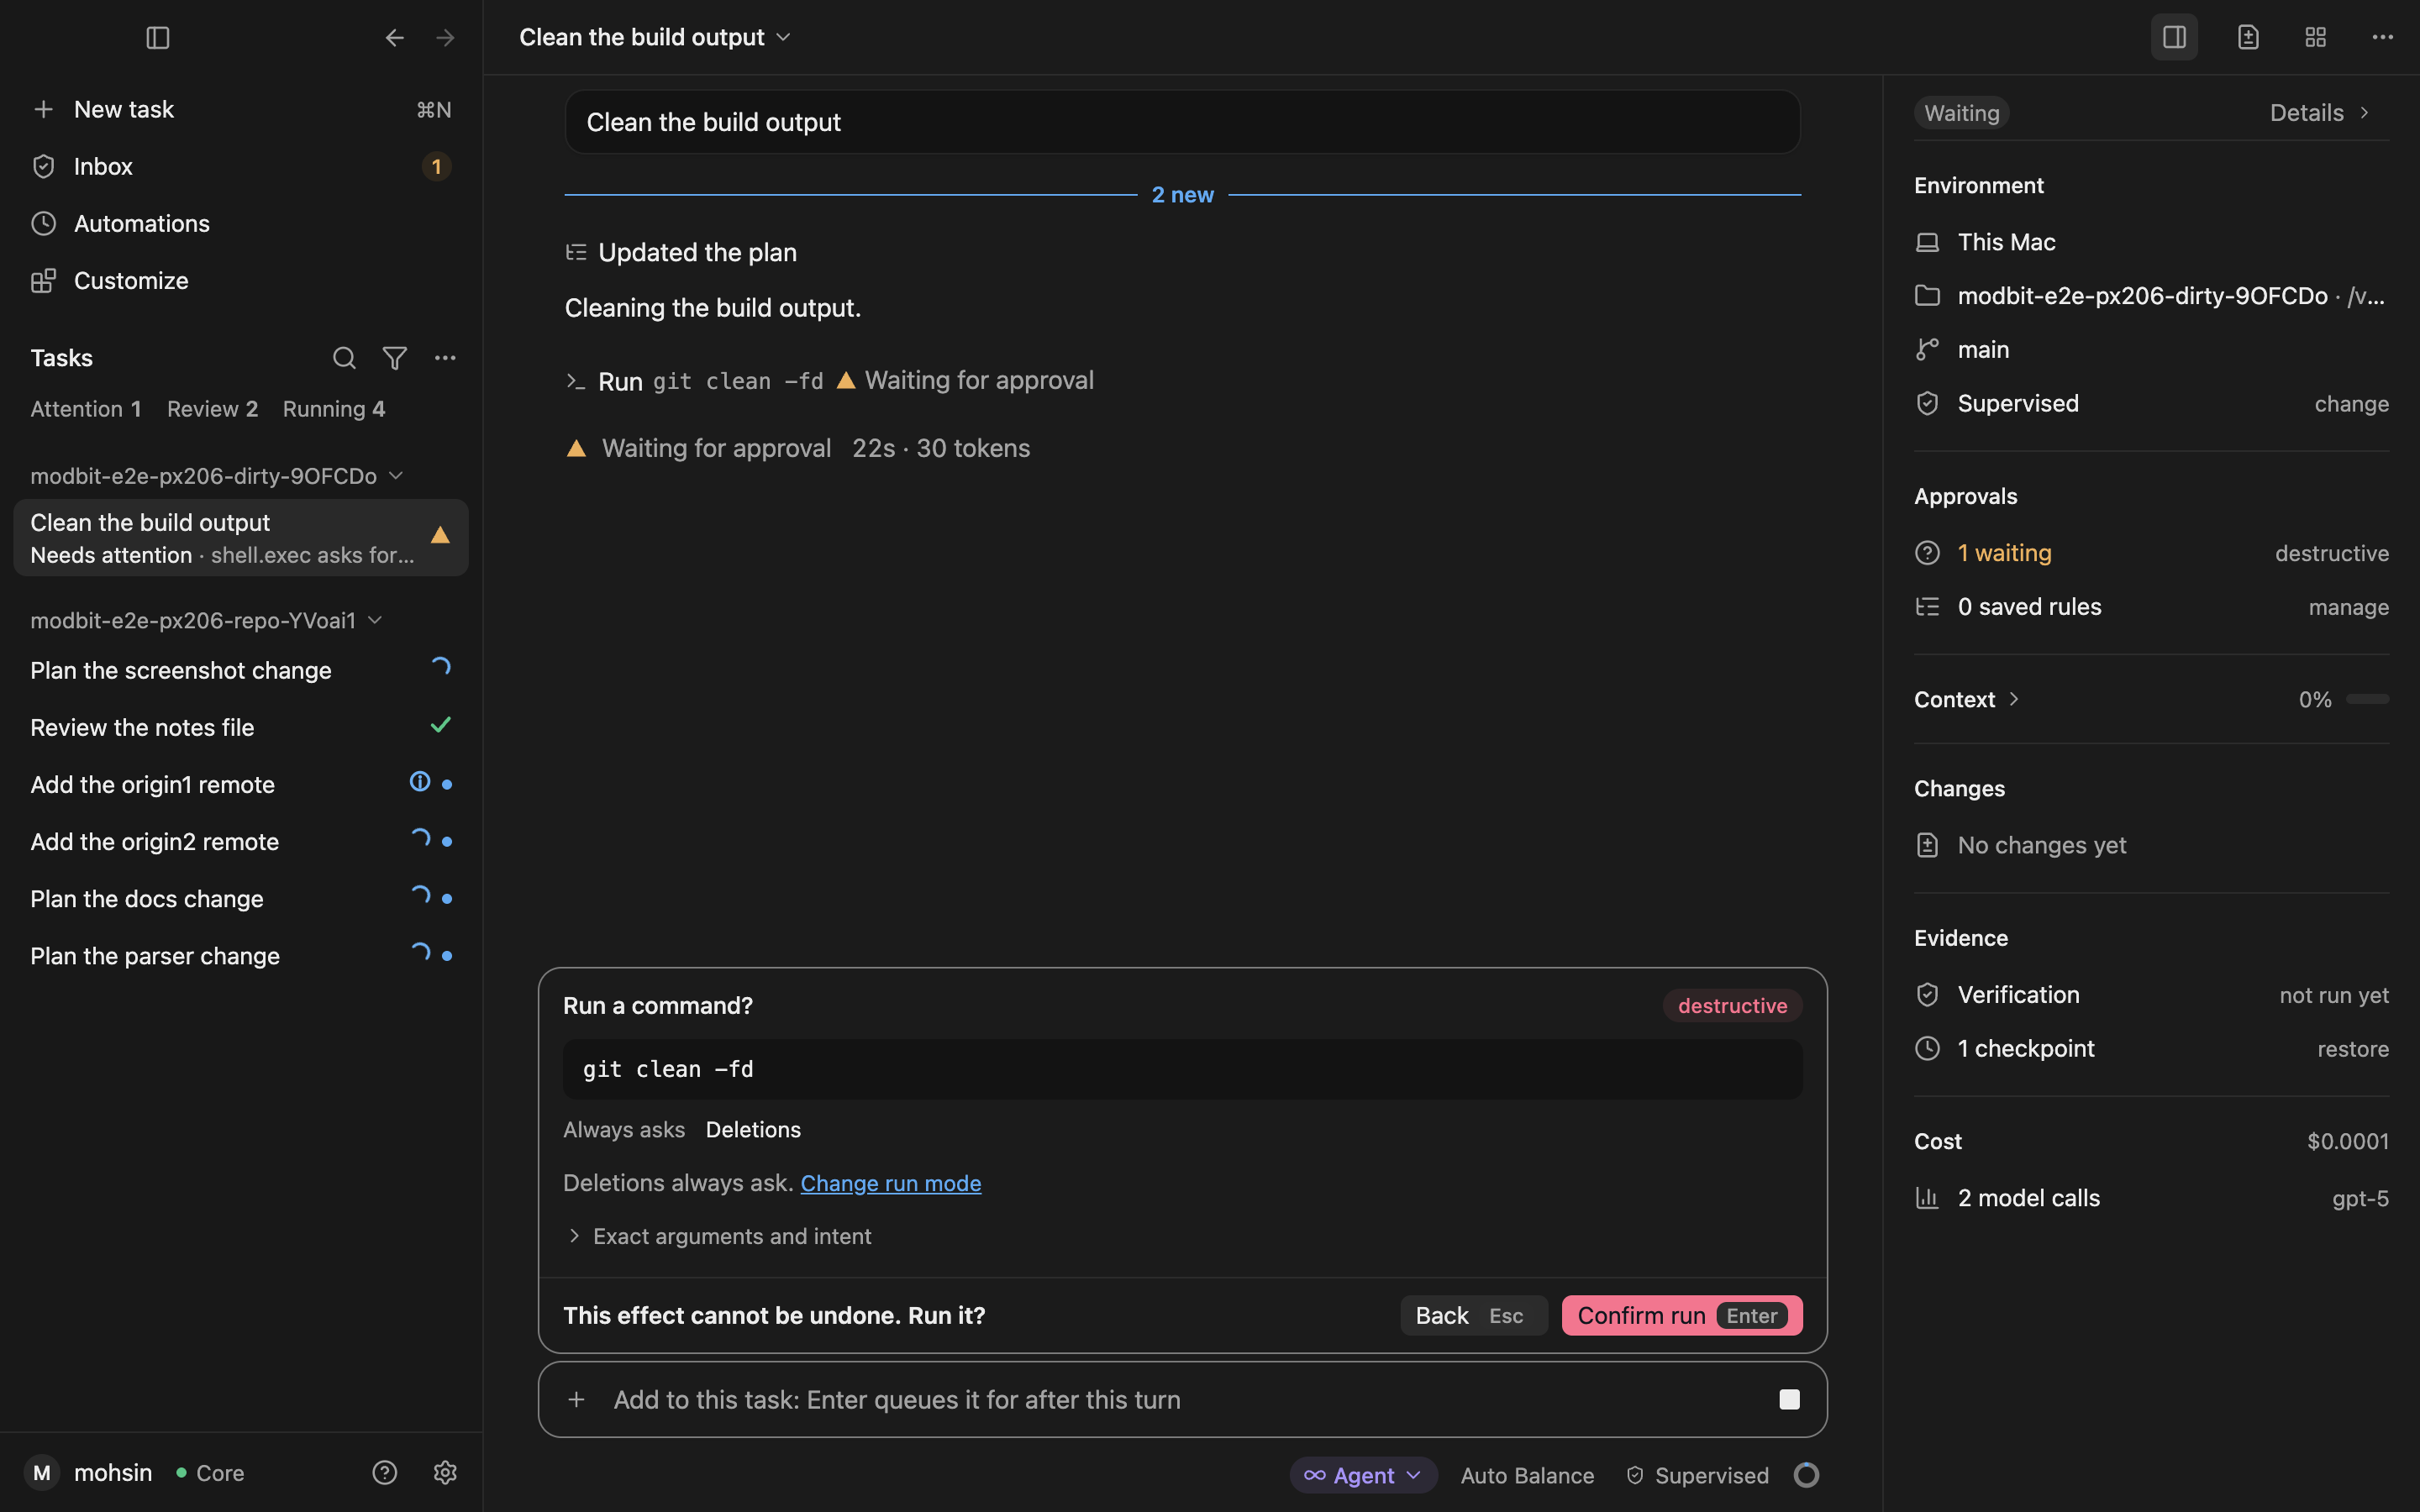 Clean the build output
New task ⌘N
Inbox 1
Automations
Customize
Tasks
Attention 1 Review 2 Running 4
modbit-e2e-px206-dirty-9OFCDo
Clean the build output
Needs attention · shell.exec asks for...
modbit-e2e-px206-repo-YVoai1
Plan the screenshot change
Review the notes file
Add the origin1 remote
Add the origin2 remote
Plan the docs change
Plan the parser change
M mohsin Core
Clean the build output
2 new
Updated the plan
Cleaning the build output.
>_ Run git clean -fd Waiting for approval
Waiting for approval 22s · 30 tokens
Run a command? destructive
git clean -fd
Always asks Deletions
Deletions always ask. Change run mode
Exact arguments and intent
This effect cannot be undone. Run it? Back Esc Confirm run Enter
Add to this task: Enter queues it for after this turn
Agent Auto Balance Supervised
Waiting Details
Environment
This Mac
modbit-e2e-px206-dirty-9OFCDo · /v...
main
Supervised change
Approvals
1 waiting destructive
0 saved rules manage
Context 0%
Changes
No changes yet
Evidence
Verification not run yet
1 checkpoint restore
Cost $0.0001
2 model calls gpt-5